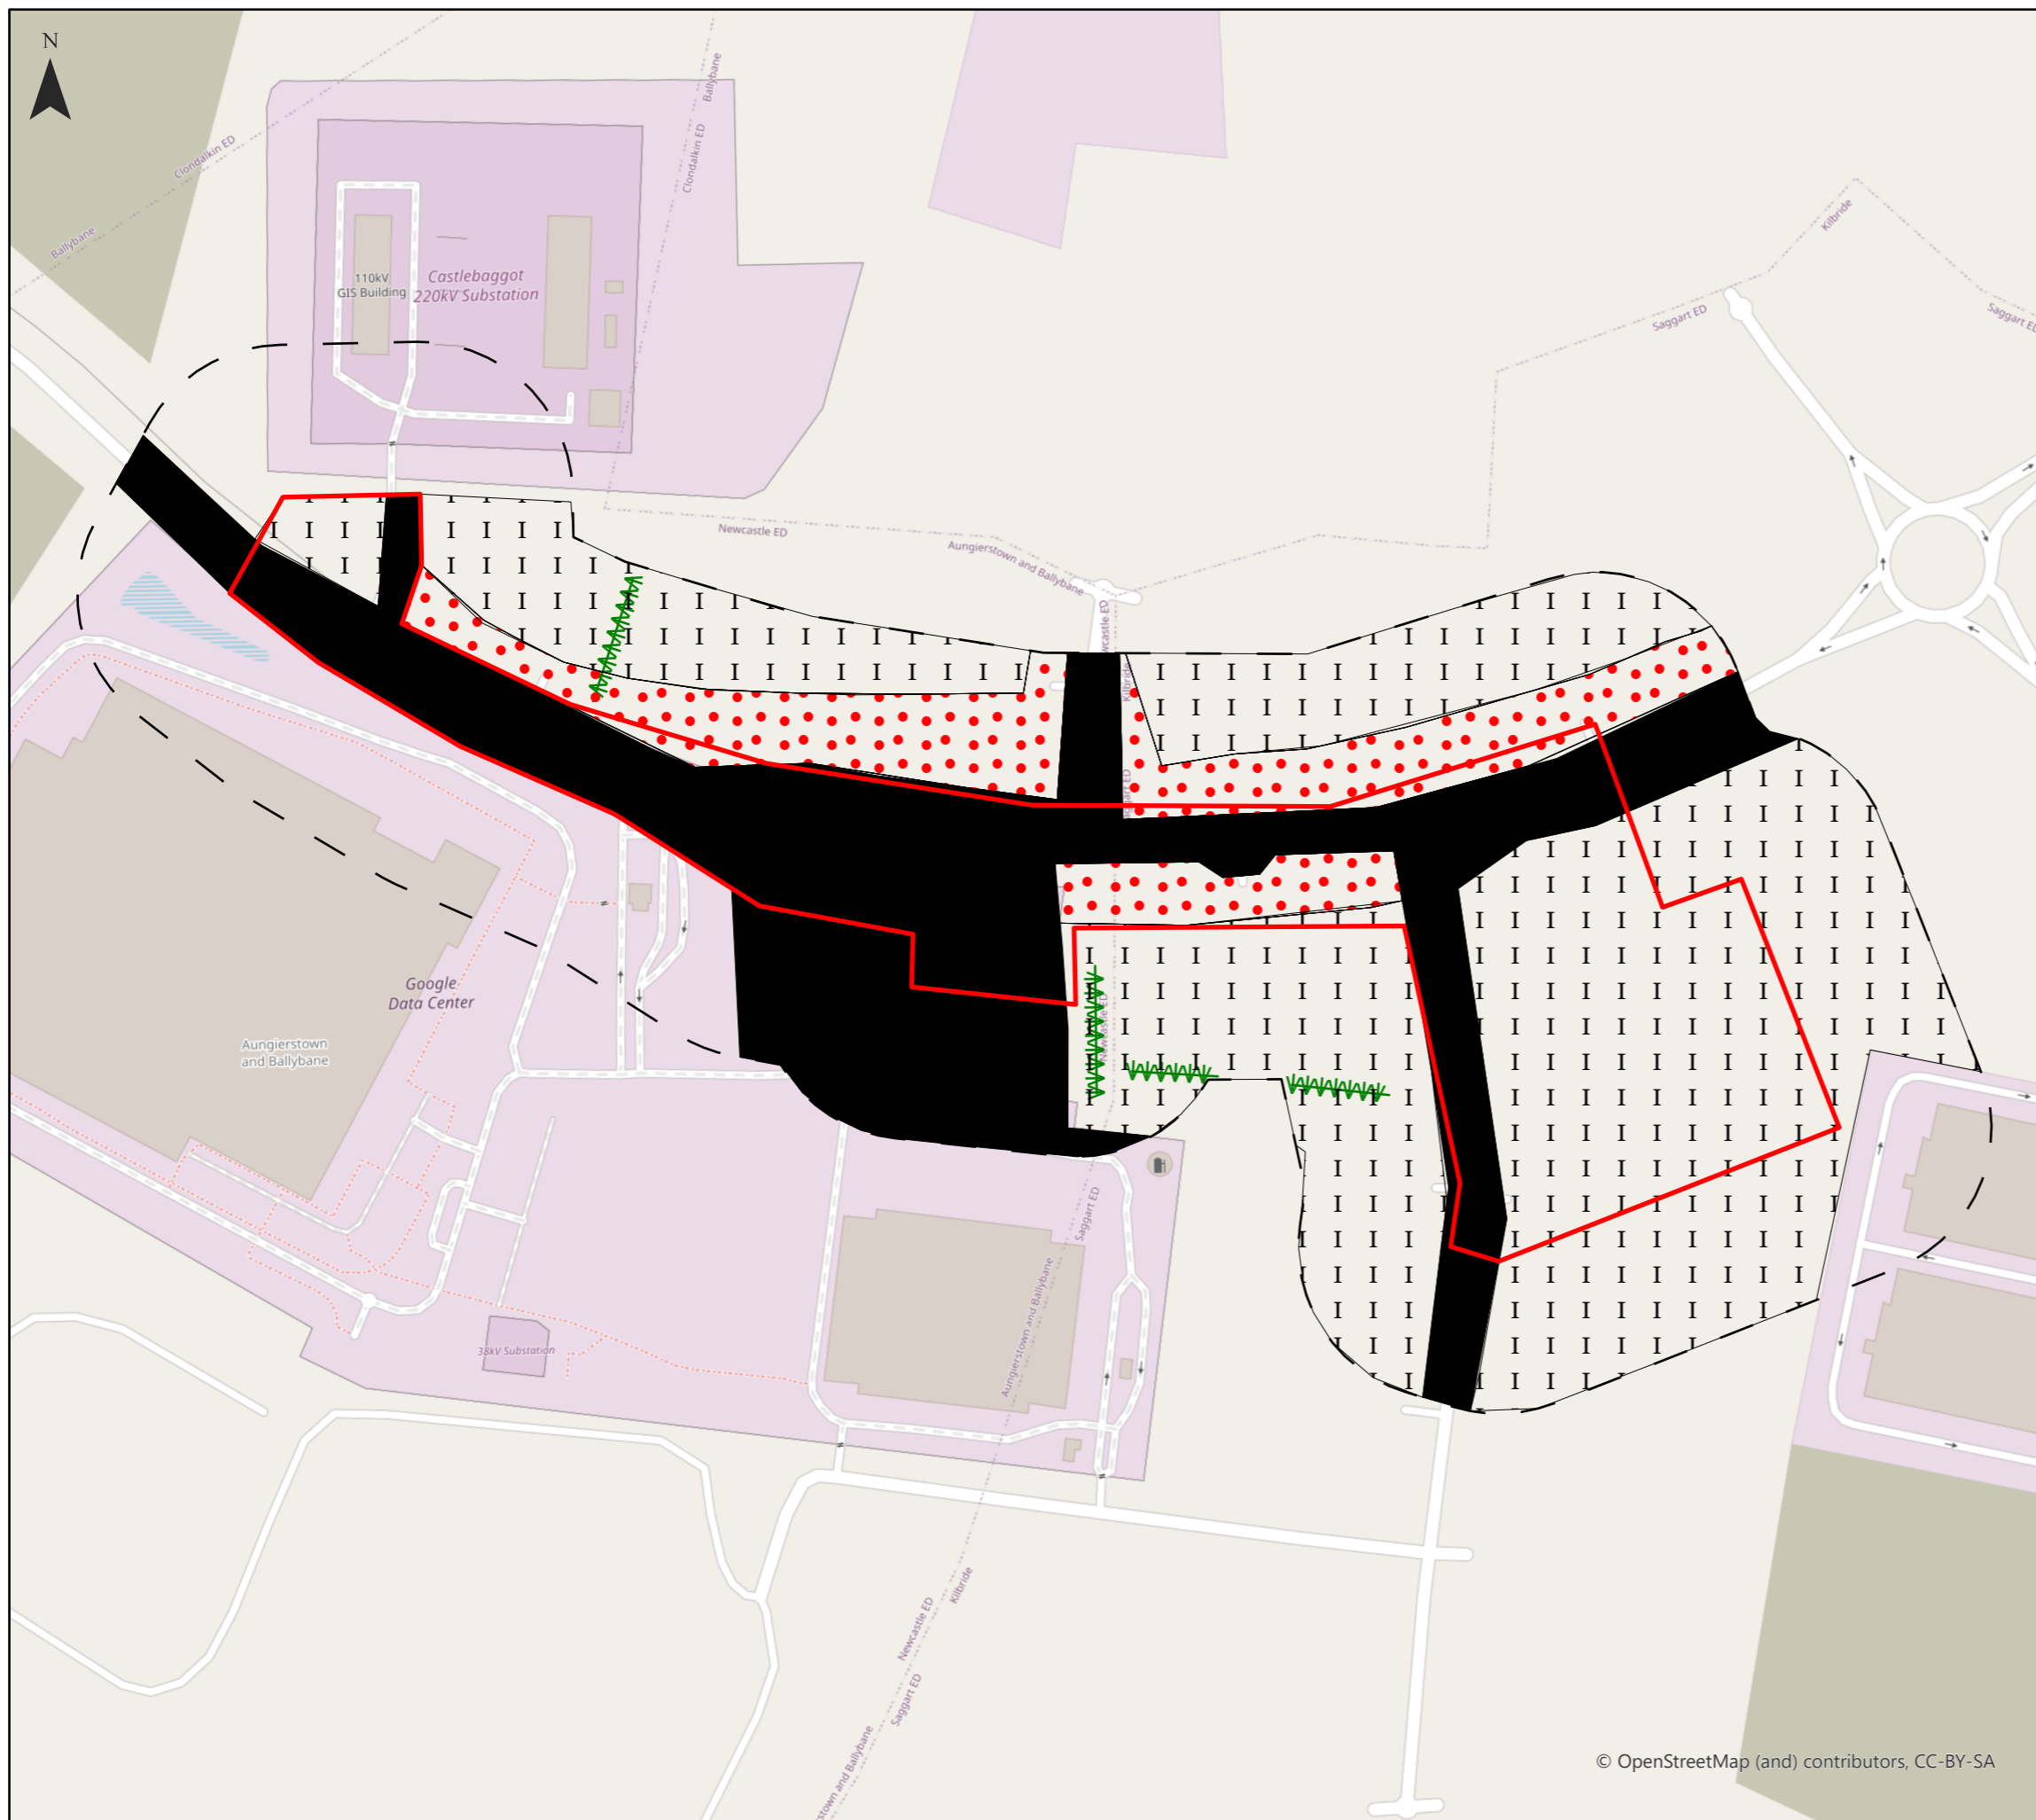 N
Ballybane
Clondalkin ED
Clondalkin ED
Ballybane
Ballybane
110kV
GIS Building
Castlebaggot
220kV Substation
Kilbride
Saggart ED
Saggart ED
Newcastle ED
Aungierstown and Ballybane
Kilbride
Newcastle ED
Google
Data Center
Aungierstown
and Ballybane
Saggart ED
Aungierstown and Ballybane
38kV Substation
Kilbride
Newcastle ED
Saggart ED
© OpenStreetMap (and) contributors, CC-BY-SA